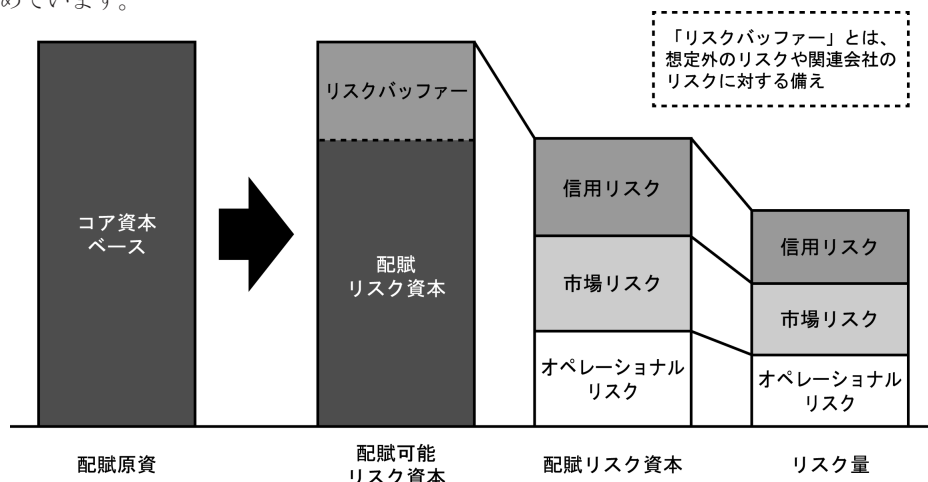 めています。
「リスクバッファー」とは、
想定外のリスクや関連会社の
リスクに対する備え
リスクバッファー
コア資本
ベース
配賦
リスク資本
信用リスク
市場リスク
オペレーショナル
リスク
信用リスク
市場リスク
オペレーショナル
リスク
配賦原資
配賦可能
リスク資本
配賦リスク資本
リスク量